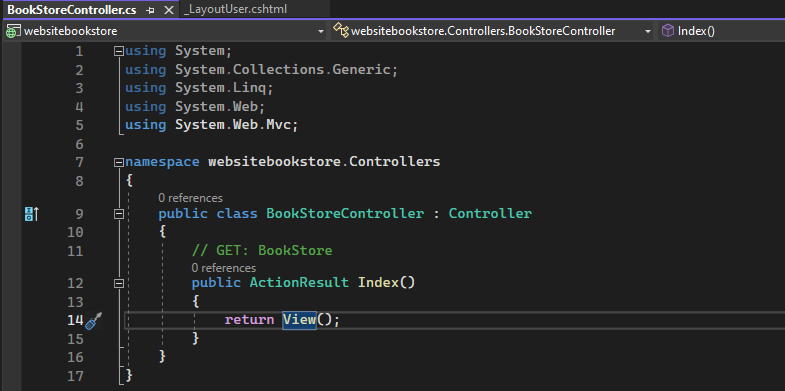 BookStoreController.cs _LayoutUser.cshtml
websitebookstore websitebookstore.Controllers.BookStoreController Index()
1 using System;
2 using System.Collections.Generic;
3 using System.Linq;
4 using System.Web;
5 using System.Web.Mvc;
6
7 namespace websitebookstore.Controllers
8 {
0 references
9 public class BookStoreController : Controller
10 {
11 // GET: BookStore
0 references
12 public ActionResult Index()
13 {
14 return View();
15 }
16 }
17 }